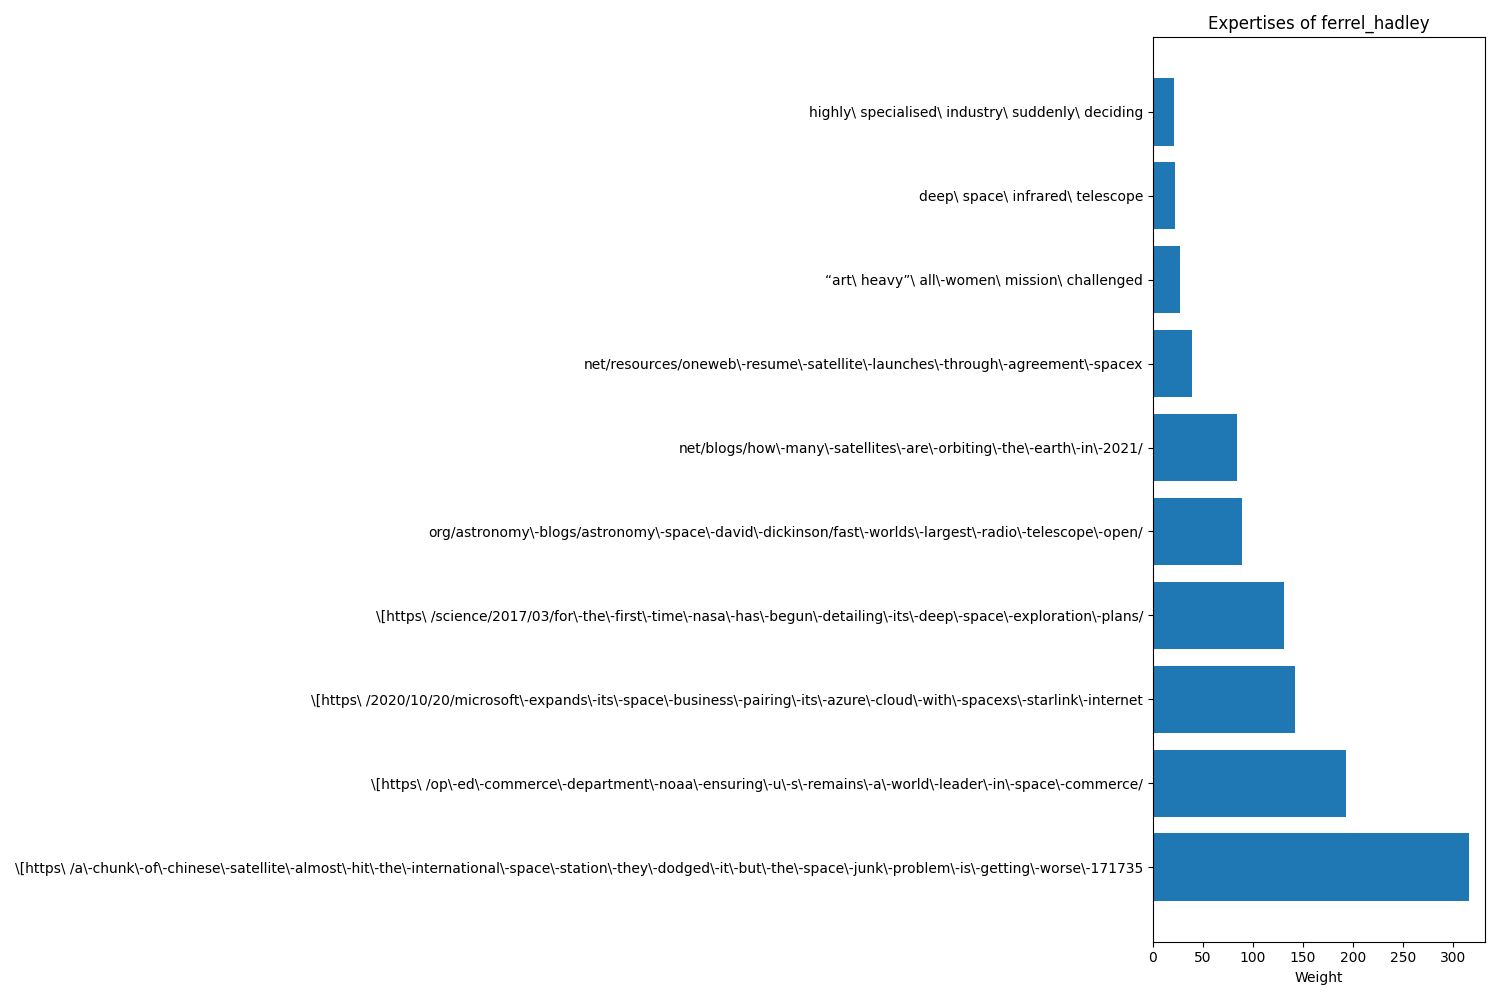 Expertises of ferrel_hadley
highly\ specialised\ industry\ suddenly\ deciding
deep\ space\ infrared\ telescope
“art\ heavy”\ all\-women\ mission\ challenged
net/resources/oneweb\-resume\-satellite\-launches\-through\-agreement\-spacex
net/blogs/how\-many\-satellites\-are\-orbiting\-the\-earth\-in\-2021/
org/astronomy\-blogs/astronomy\-space\-david\-dickinson/fast\-worlds\-largest\-radio\-telescope\-open/
\[https\ /science/2017/03/for\-the\-first\-time\-nasa\-has\-begun\-detailing\-its\-deep\-space\-exploration\-plans/
\[https\ /2020/10/20/microsoft\-expands\-its\-space\-business\-pairing\-its\-azure\-cloud\-with\-spacexs\-starlink\-internet
\[https\ /op\-ed\-commerce\-department\-noaa\-ensuring\-u\-s\-remains\-a\-world\-leader\-in\-space\-commerce/
\[https\ /a\-chunk\-of\-chinese\-satellite\-almost\-hit\-the\-international\-space\-station\-they\-dodged\-it\-but\-the\-space\-junk\-problem\-is\-getting\-worse\-171735
0 50 100 150 200 250 300
Weight